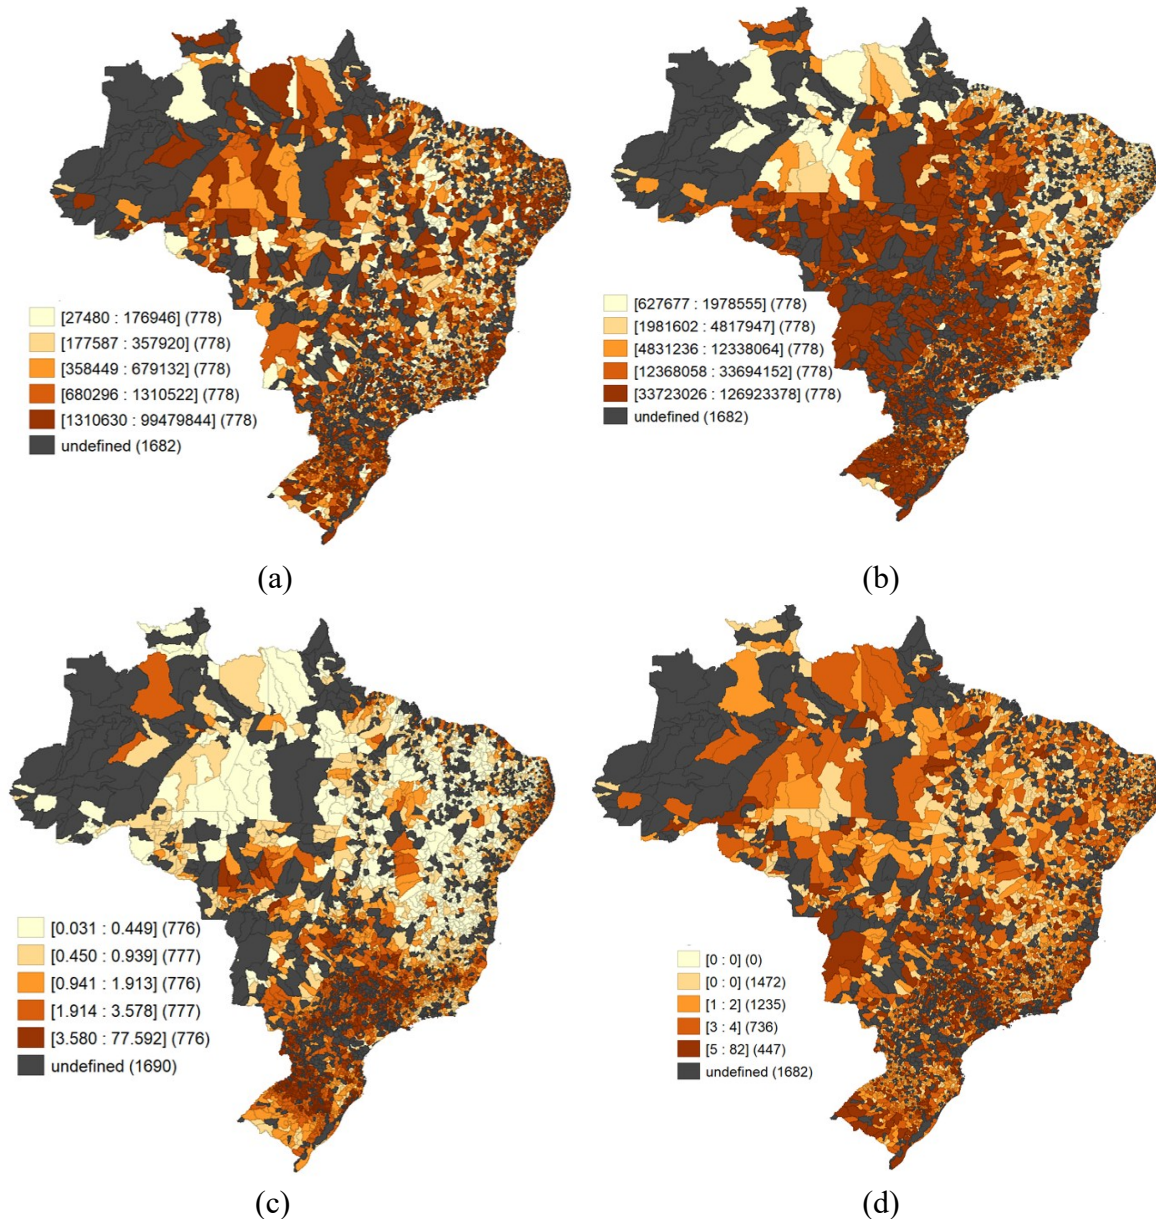 [27480 : 176946] (778)
[177587 : 357920] (778)
[358449 : 679132] (778)
[680296 : 1310522] (778)
[1310630 : 99479844] (778)
undefined (1682)
(a)
[627677 : 1978555] (778)
[1981602 : 4817947] (778)
[4831236 : 12338064] (778)
[12368058 : 33694152] (778)
[33723026 : 126923378] (778)
undefined (1682)
(b)
[0.031 : 0.449] (776)
[0.450 : 0.939] (777)
[0.941 : 1.913] (776)
[1.914 : 3.578] (777)
[3.580 : 77.592] (776)
undefined (1690)
(c)
[0 : 0] (0)
[0 : 0] (1472)
[1 : 2] (1235)
[3 : 4] (736)
[5 : 82] (447)
undefined (1682)
(d)